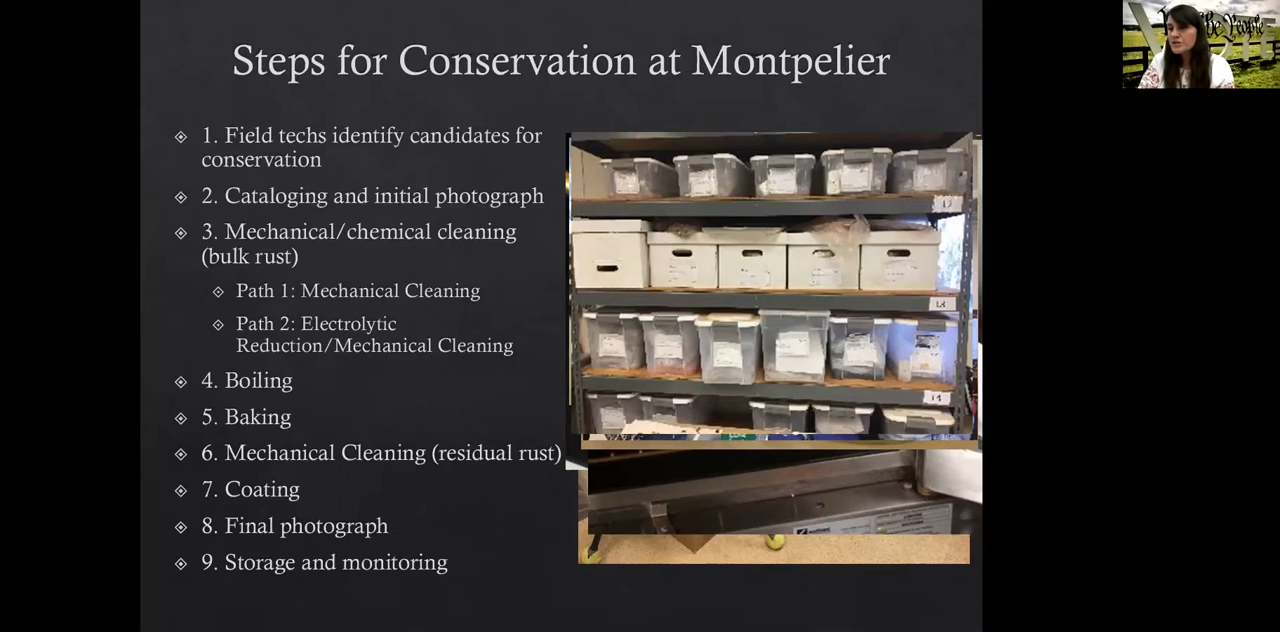 Steps for Conservation at Montpelier
1. Field techs identify candidates for
conservation
2. Cataloging and initial photograph
3. Mechanical/chemical cleaning
(bulk rust)
Path 1: Mechanical Cleaning
Path 2: Electrolytic
Reduction/Mechanical Cleaning
4. Boiling
5. Baking
6. Mechanical Cleaning (residual rust)
7. Coating
8. Final photograph
9. Storage and monitoring